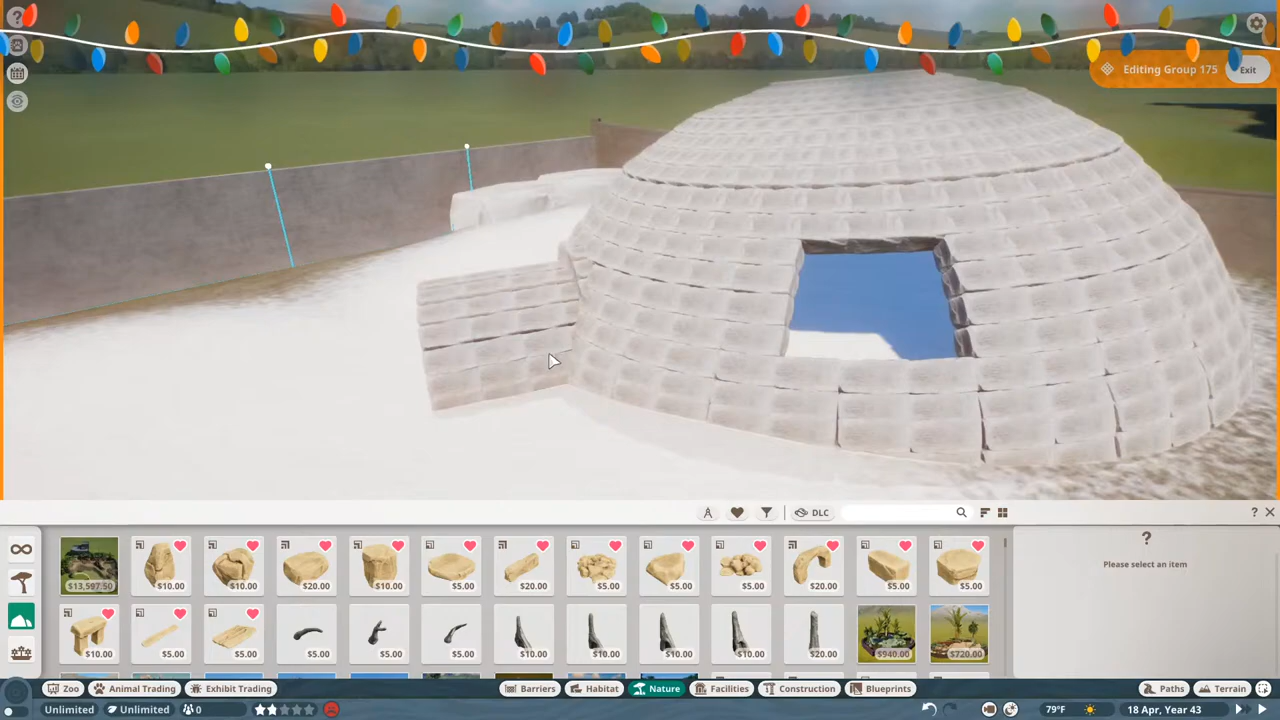 ?
Editing Group 175
Exit
DLC
? ×
$13,597.50
$10.00
$10.00
$20.00
$10.00
$5.00
$20.00
$5.00
$5.00
$5.00
$20.00
$5.00
$5.00
?
Please select an item
$10.00
$5.00
$5.00
$5.00
$5.00
$5.00
$10.00
$10.00
$10.00
$10.00
$20.00
$940.00
$720.00
Zoo
Animal Trading
Exhibit Trading
Barriers
Habitat
Nature
Facilities
Construction
Blueprints
Paths
Terrain
Unlimited
Unlimited
0
79°F
18 Apr, Year 43